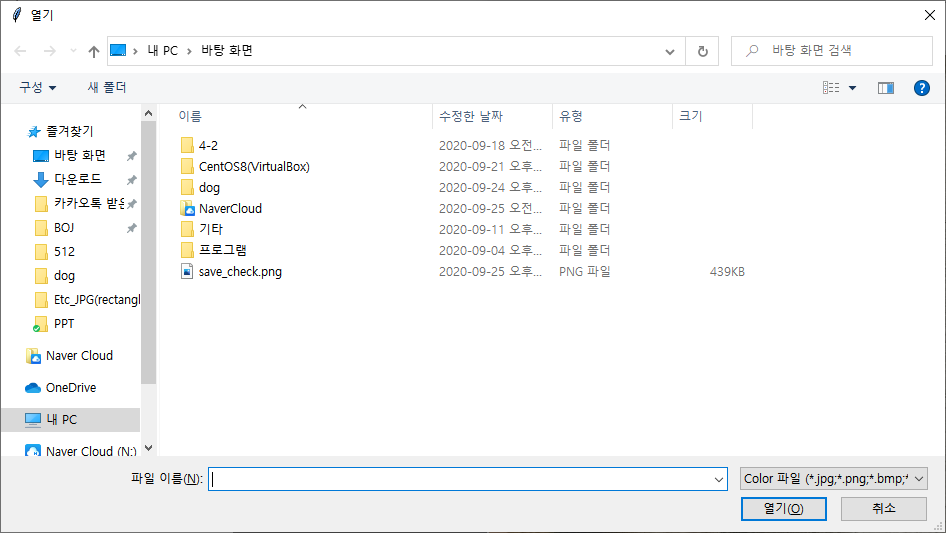 열기
내 PC > 바탕 화면
바탕 화면 검색
구성
새 폴더
이름 수정한 날짜 유형 크기
즐겨찾기
바탕 화면
다운로드
카카오톡 받은
BOJ
512
dog
Etc_JPG(rectangl
PPT
Naver Cloud
OneDrive
내 PC
Naver Cloud (N:)
4-2 2020-09-18 오전... 파일 폴더
CentOS8(VirtualBox) 2020-09-21 오후... 파일 폴더
dog 2020-09-24 오후... 파일 폴더
NaverCloud 2020-09-25 오전... 파일 폴더
기타 2020-09-11 오후... 파일 폴더
프로그램 2020-09-04 오후... 파일 폴더
save_check.png 2020-09-25 오후... PNG 파일 439KB
파일 이름(N):
Color 파일 (*.jpg;*.png;*.bmp;*
열기(O)
취소